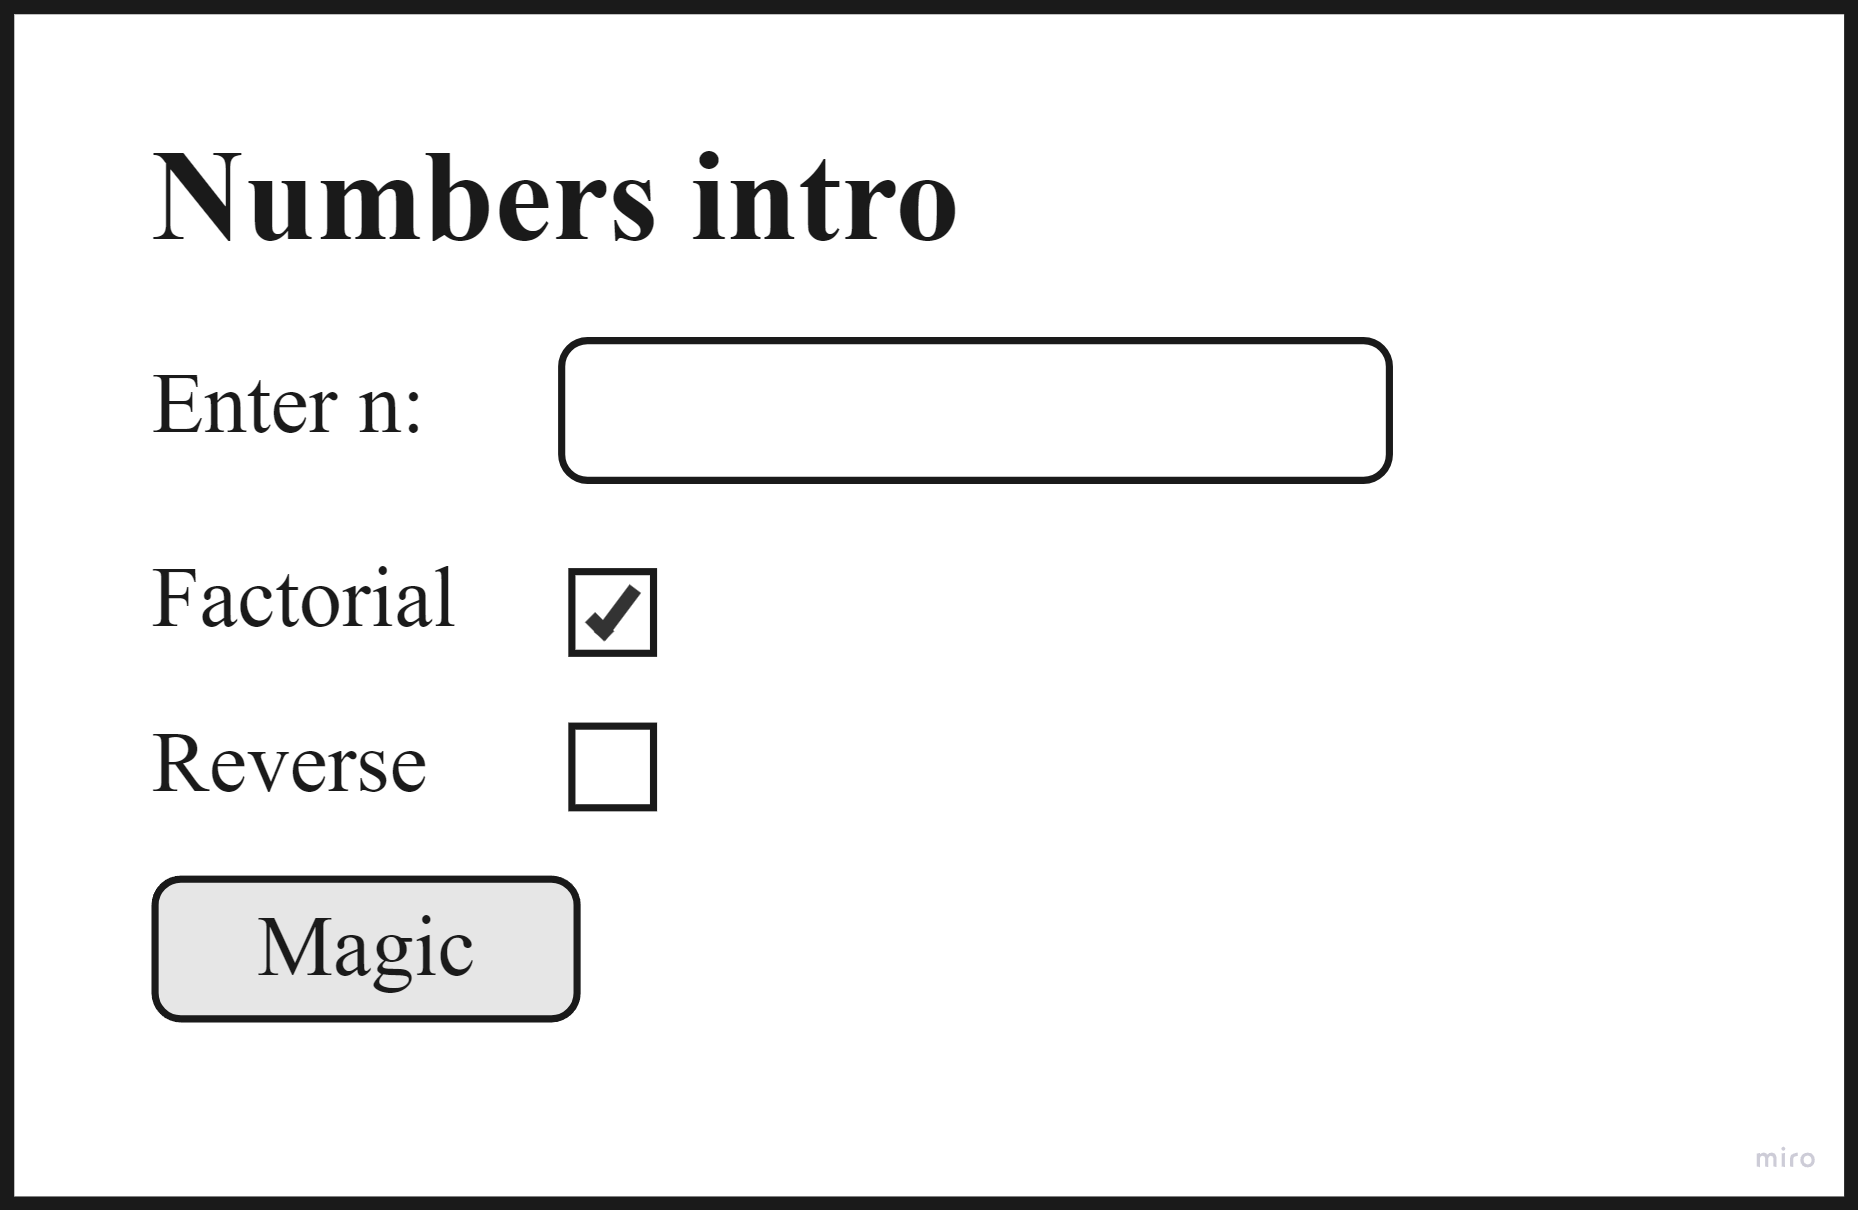 Numbers intro
Enter n:
Factorial
Reverse
Magic
miro